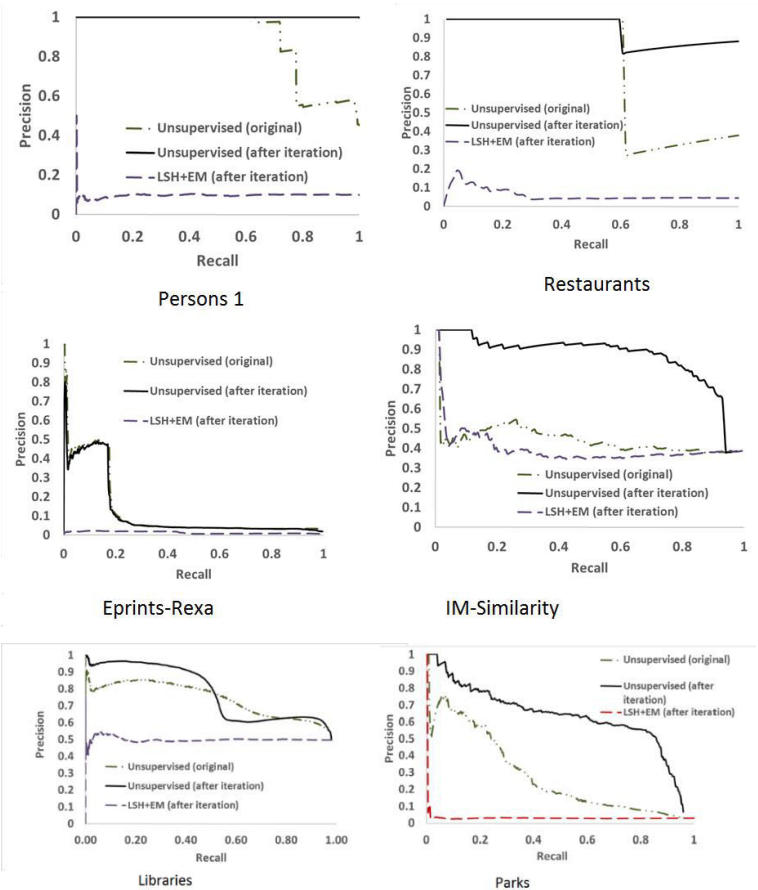 1
0.8
0.6
0.4
0.2
0
Precision
Unsupervised (original)
Unsupervised (after iteration)
LSH+EM (after iteration)
0 0.2 0.4 0.6 0.8 1
Recall
Persons 1
1
0.9
0.8
0.7
0.6
0.5
0.4
0.3
0.2
0.1
0
Precision
Unsupervised (original)
Unsupervised (after iteration)
LSH+EM (after iteration)
0 0.2 0.4 0.6 0.8 1
Recall
Restaurants
1
0.9
0.8
0.7
0.6
0.5
0.4
0.3
0.2
0.1
0
Precision
Unsupervised (original)
Unsupervised (after iteration)
LSH+EM (after iteration)
0 0.2 0.4 0.6 0.8 1
Recall
Eprints-Rexa
1
0.9
0.8
0.7
0.6
0.5
0.4
0.3
0.2
0.1
0
Precision
Unsupervised (original)
Unsupervised (after iteration)
LSH+EM (after iteration)
0 0.2 0.4 0.6 0.8 1
Recall
IM-Similarity
1
0.9
0.8
0.7
0.6
0.5
0.4
0.3
0.2
0.1
0
Precision
Unsupervised (original)
Unsupervised (after iteration)
LSH+EM (after iteration)
0.00 0.20 0.40 0.60 0.80 1.00
Recall
Libraries
1
0.9
0.8
0.7
0.6
0.5
0.4
0.3
0.2
0.1
0
Precision
Unsupervised (original)
Unsupervised (after
iteration)
LSH+EM (after iteration)
0 0.2 0.4 0.6 0.8 1
Recall
Parks